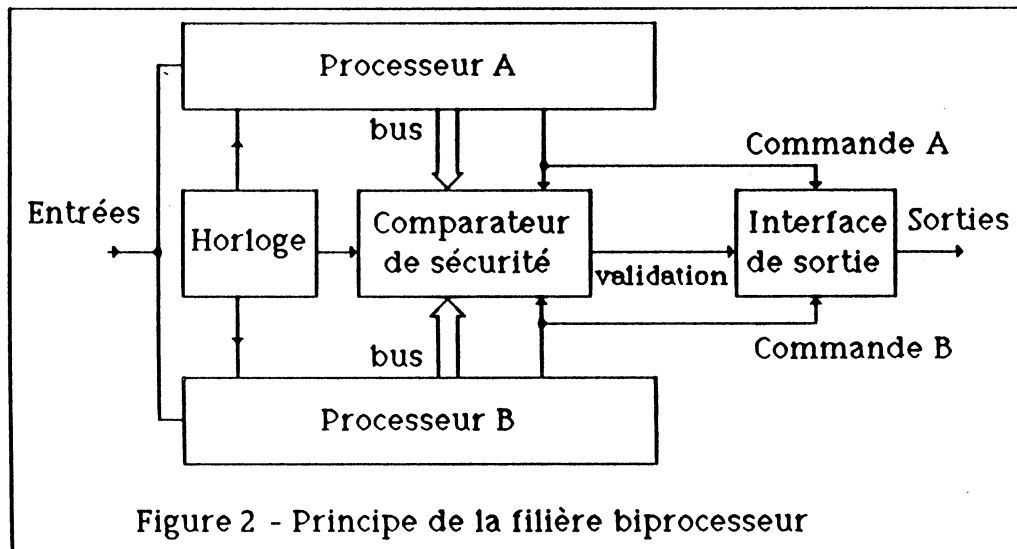 Processeur A
bus
Commande A
Entrées
Horloge
Comparateur
de sécurité
validation
Interface
de sortie
Sorties
bus
Commande B
Processeur B
Figure 2 - Principe de la filière biprocesseur